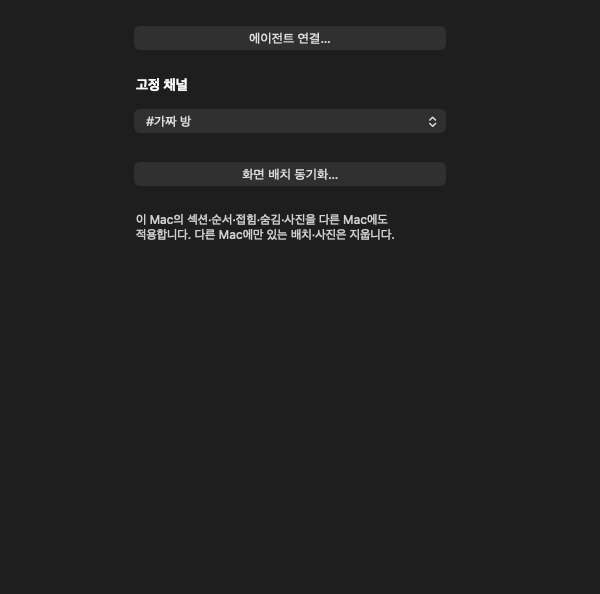 에이전트 연결...
고정 채널
#가짜 방
화면 배치 동기화...
이 Mac의 섹션·순서·접힘·숨김·사진을 다른 Mac에도
적용합니다. 다른 Mac에만 있는 배치·사진은 지웁니다.